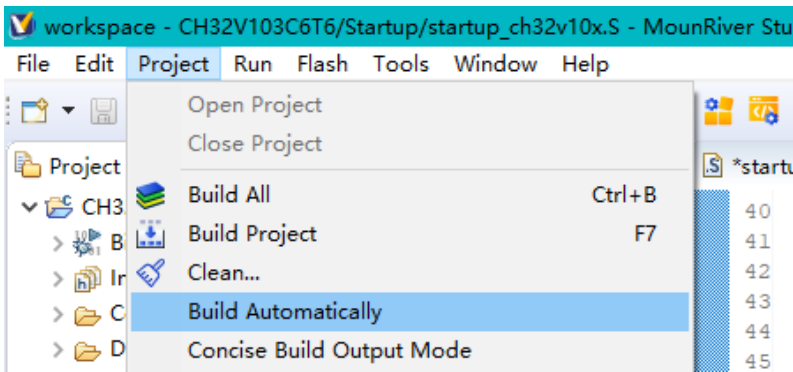 workspace - CH32V103C6T6/Startup/startup_ch32v10x.S - MounRiver Stu
File Edit Project Run Flash Tools Window Help
Open Project
Close Project
Project
*startu
Build All Ctrl+B
CH3
40
Build Project F7
B
41
Clean...
In
42
Build Automatically
C
43
44
Concise Build Output Mode
D
45